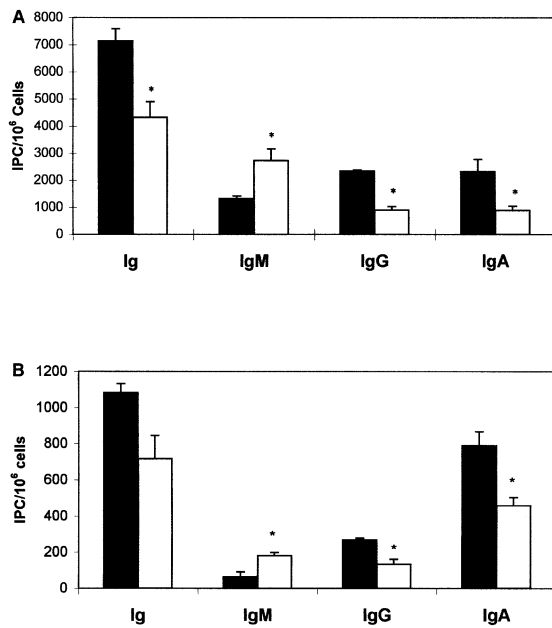 A
8000
7000
6000
5000
4000
3000
2000
1000
0
IPC/10⁶ Cells
* * * *
Ig IgM IgG IgA
B
1200
1000
800
600
400
200
0
IPC/10⁶ cells
* * *
Ig IgM IgG IgA